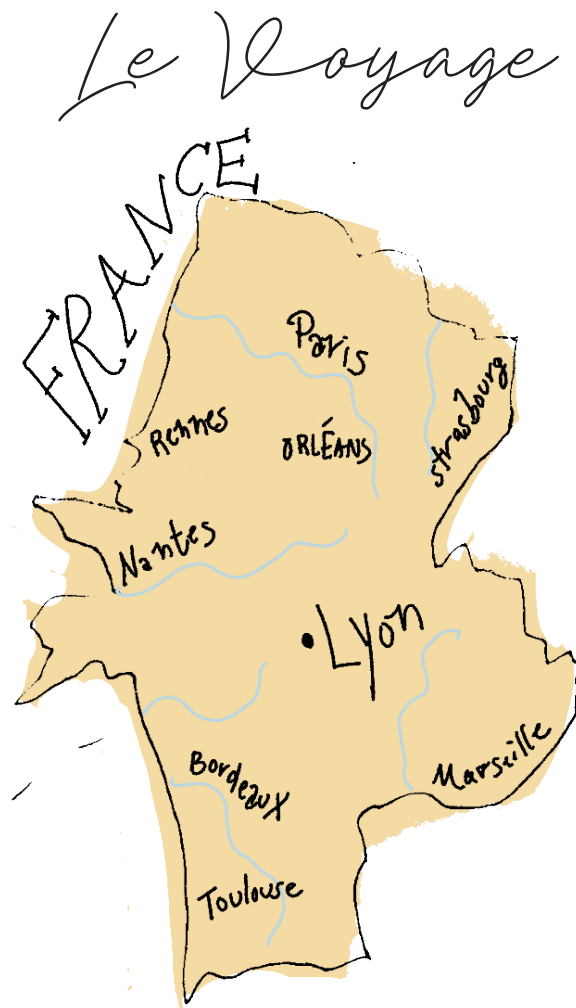 Le Voyage
FRANCE
Paris
Rennes
ORLÉANS
strasbourg
Nantes
Lyon
Bordeaux
Marseille
Toulouse